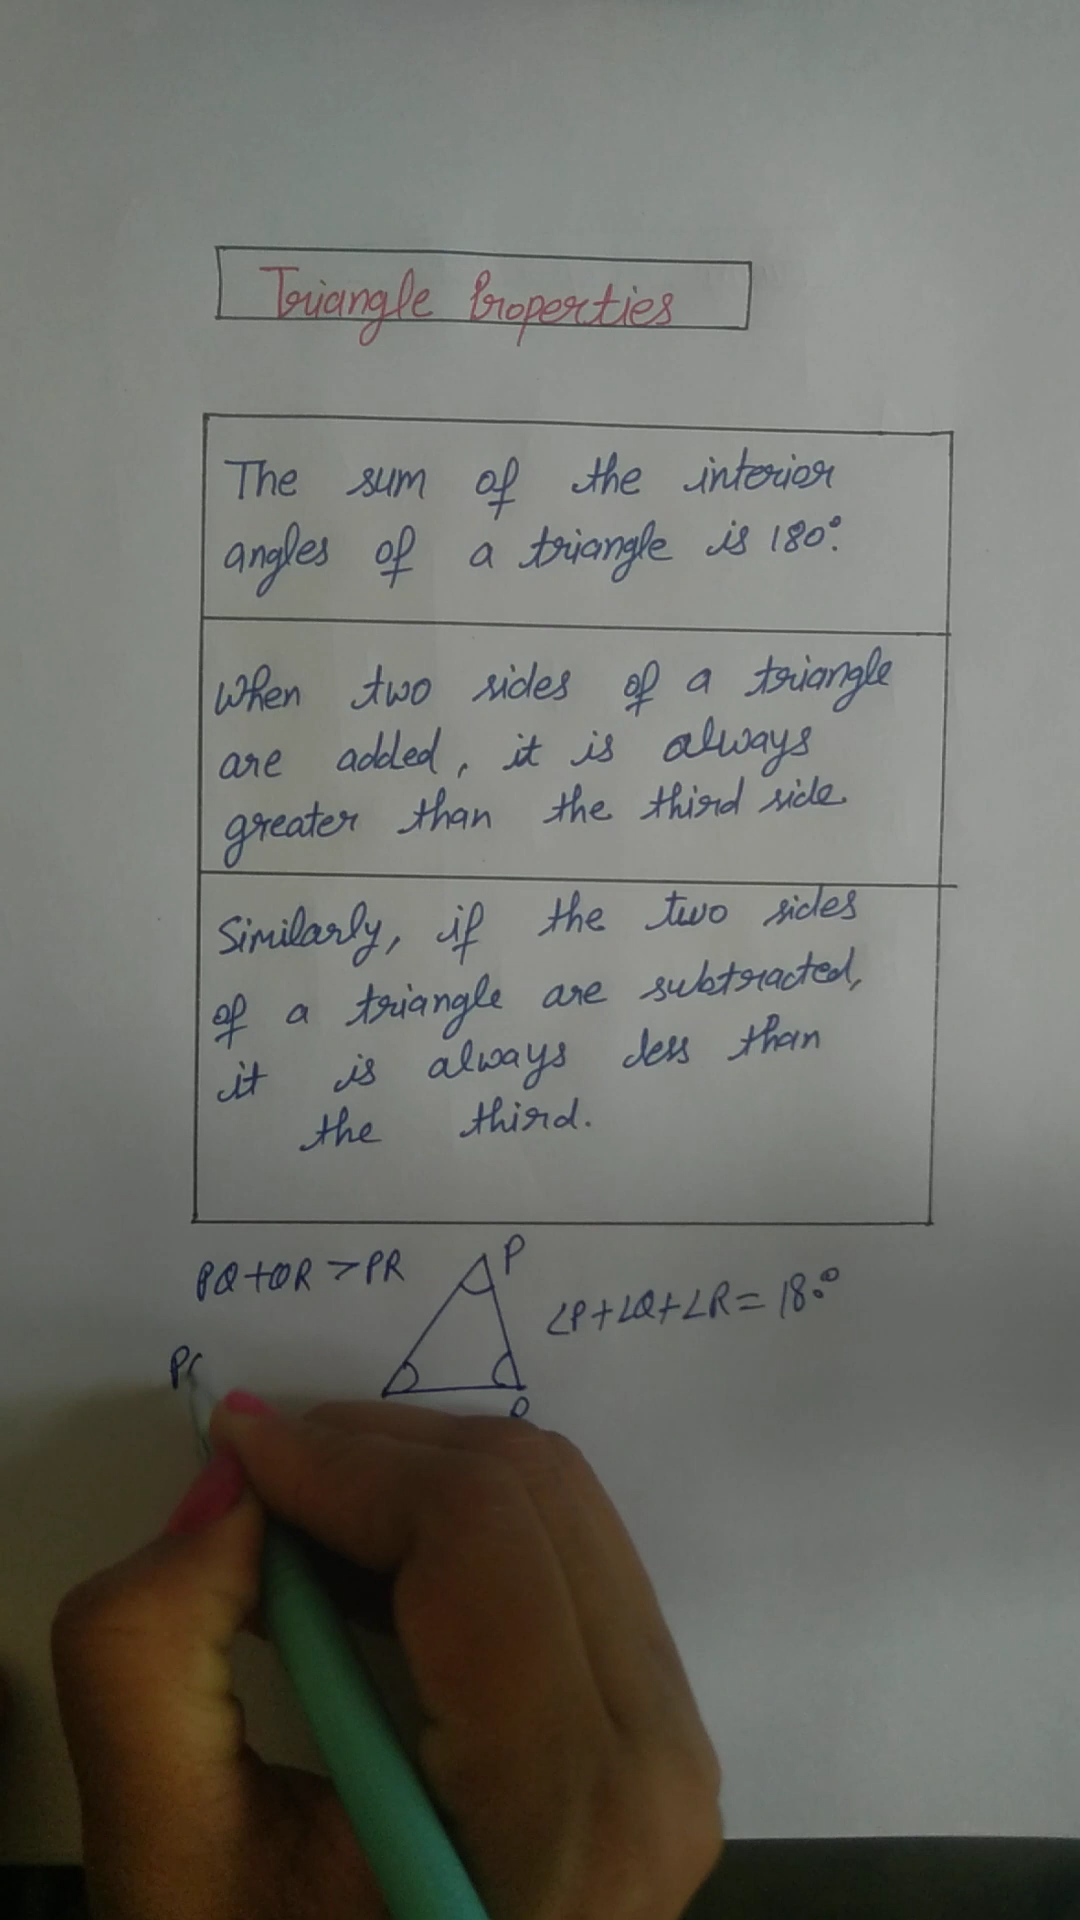 Triangle Properties
The sum of the interior
angles of a triangle is 180°.
When two sides of a triangle
are added, it is always
greater than the third side.
Similarly, if the two sides
of a triangle are subtracted,
it is always less than
the third.
PQ+QR >PR
P
∠P+∠Q+∠R= 180°